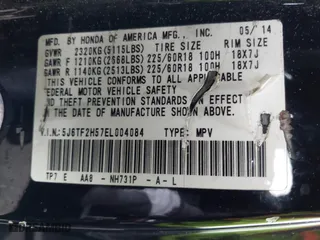 MFD. BY HONDA OF AMERICA MFG., INC. 05/14
GVWR 2320KG(5115LBS) TIRE SIZE RIM SIZE
GAWR F 1210KG(2668LBS) 225/60R18 100H 18X7J
GAWR R 1140KG(2513LBS) 225/60R18 100H 18X7J
THIS VEHICLE CONFORMS TO ALL APPLICABLE
FEDERAL MOTOR VEHICLE SAFETY AND
THEFT PREVENTION STANDARDS IN EFFECT ON THE
DATE OF MANUFACTURE SHOWN ABOVE.
V.I.N:5J6TF2H57EL004084 TYPE: MPV
TP7 E AA8 - NH731P - A - L